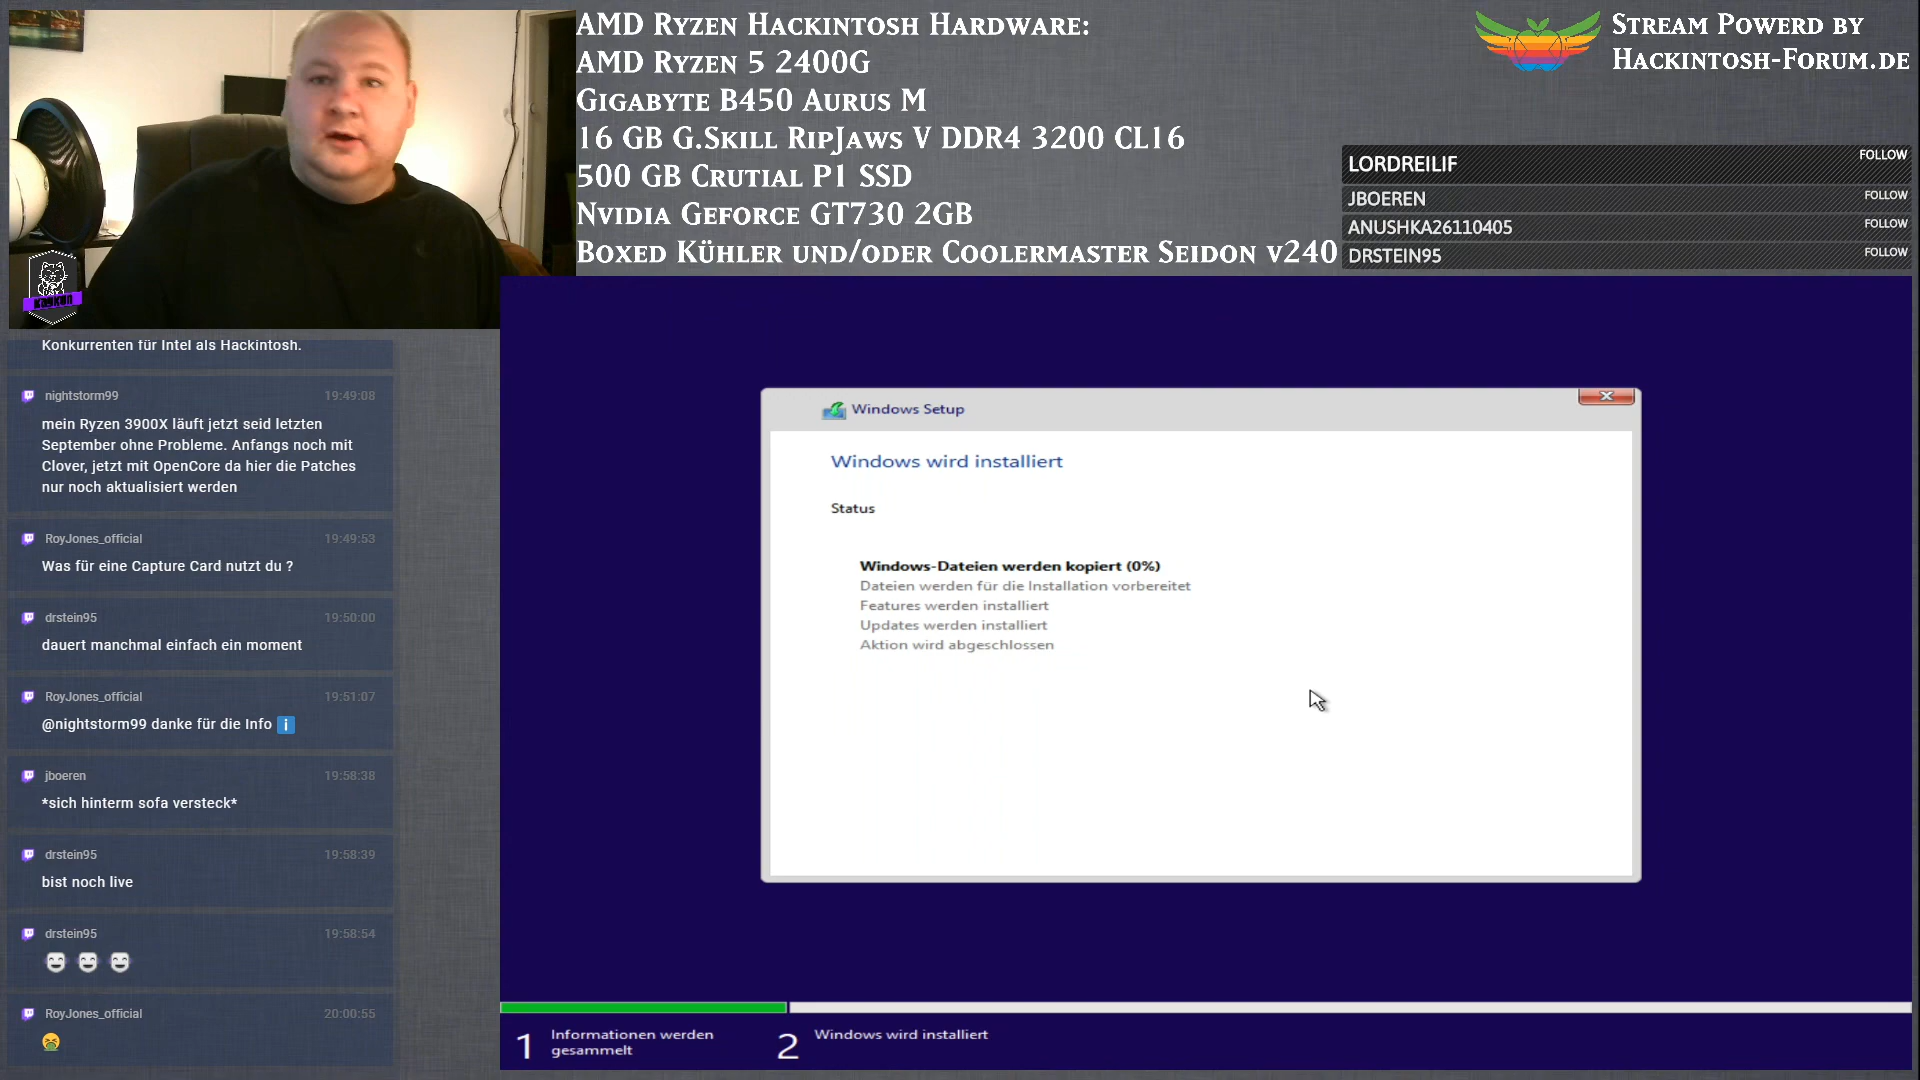 AMD Ryzen Hackintosh Hardware:
AMD Ryzen 5 2400G
Gigabyte B450 Aurus M
16 GB G.Skill RipJaws V DDR4 3200 CL16
500 GB Crutial P1 SSD
Nvidia Geforce GT730 2GB
Boxed Kühler und/oder Coolermaster Seidon v240
Stream Powerd by
Hackintosh-Forum.de
LORDREILIF FOLLOW
JBOEREN FOLLOW
ANUSHKA26110405 FOLLOW
DRSTEIN95 FOLLOW
Konkurrenten für Intel als Hackintosh.
nightstorm99 19:49:08
mein Ryzen 3900X läuft jetzt seid letzten
September ohne Probleme. Anfangs noch mit
Clover, jetzt mit OpenCore da hier die Patches
nur noch aktualisiert werden
RoyJones_official 19:49:53
Was für eine Capture Card nutzt du ?
drstein95 19:50:00
dauert manchmal einfach ein moment
RoyJones_official 19:51:07
@nightstorm99 danke für die Info ℹ️
jboeren 19:58:38
*sich hinterm sofa versteck*
drstein95 19:58:39
bist noch live
drstein95 19:58:54
RoyJones_official 20:00:55
Windows Setup
Windows wird installiert
Status
Windows-Dateien werden kopiert (0%)
Dateien werden für die Installation vorbereitet
Features werden installiert
Updates werden installiert
Aktion wird abgeschlossen
1 Informationen werden
gesammelt
2 Windows wird installiert